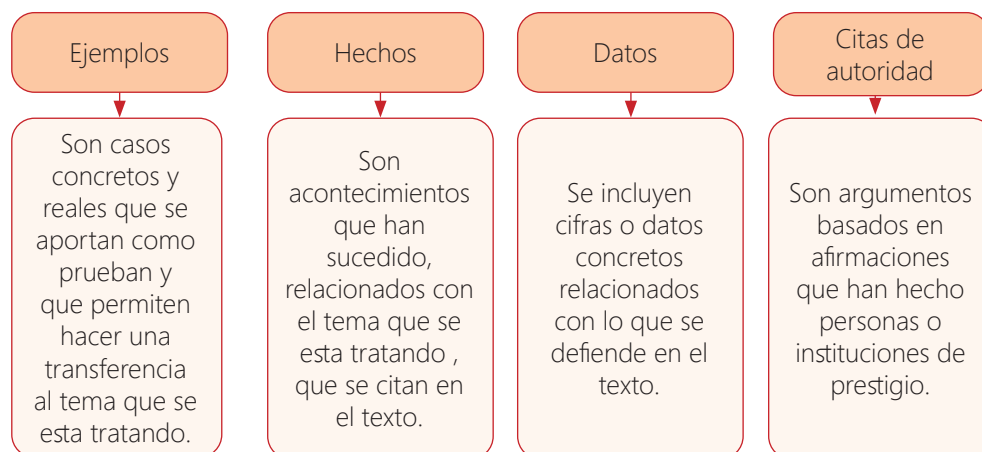 Ejemplos
Son casos
concretos y
reales que se
aportan como
prueban y
que permiten
hacer una
transferencia
al tema que se
esta tratando.
Hechos
Son
acontecimientos
que han
sucedido,
relacionados con
el tema que se
esta tratando ,
que se citan en
el texto.
Datos
Se incluyen
cifras o datos
concretos
relacionados
con lo que se
defiende en el
texto.
Citas de
autoridad
Son argumentos
basados en
afirmaciones
que han hecho
personas o
instituciones de
prestigio.